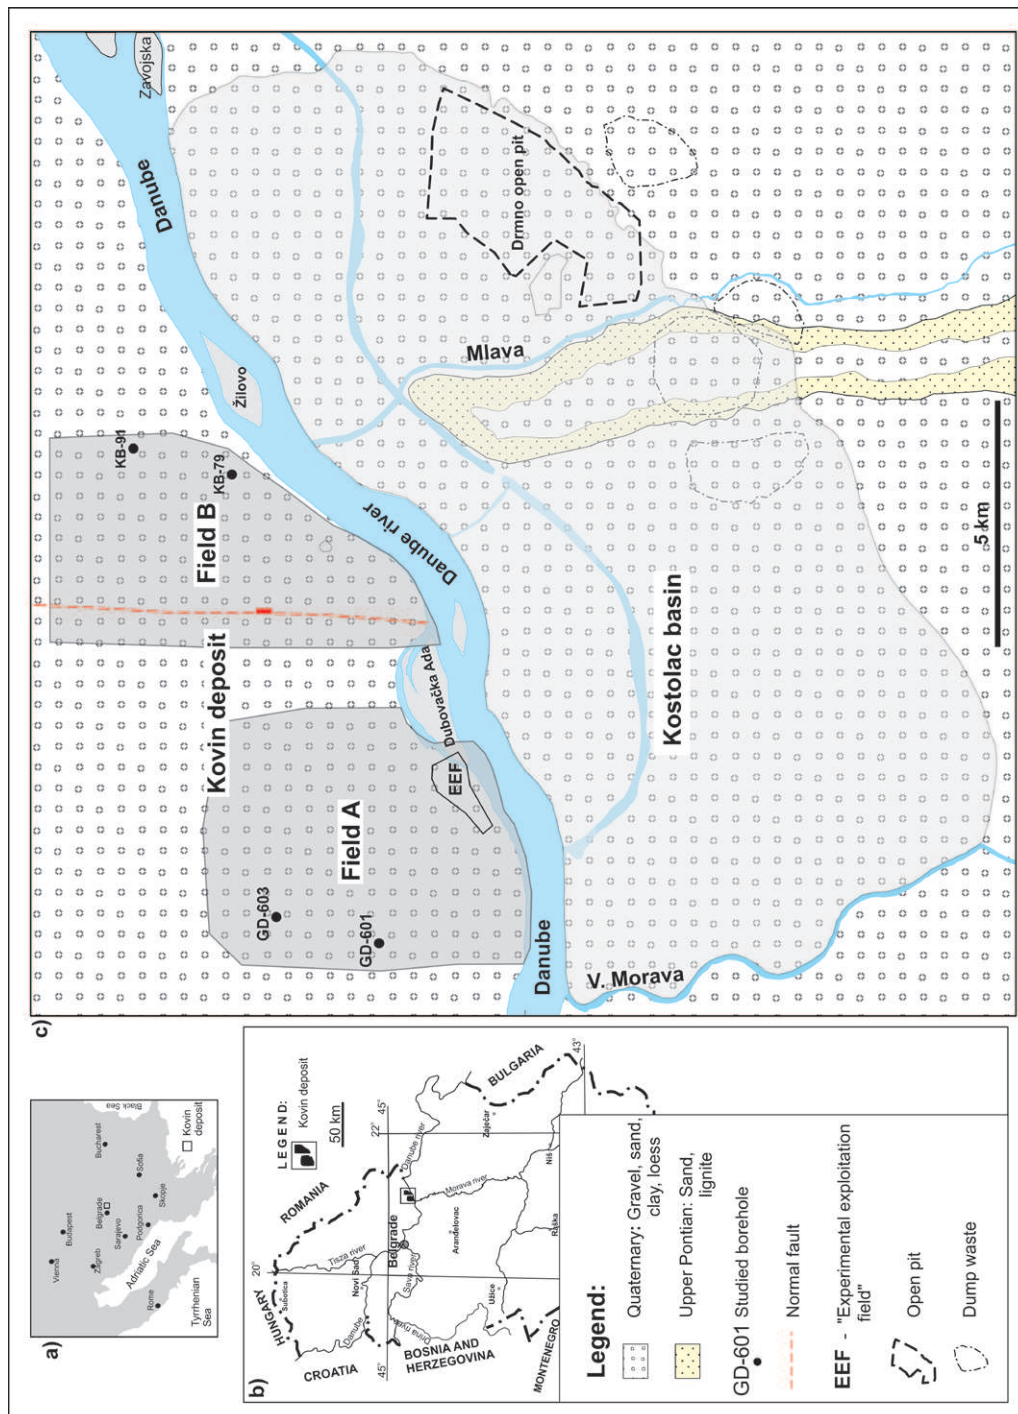 a)
Vienna
Budapest
Zagreb
Belgrade
Bucharest
Black Sea
Sarajevo
Adriatic Sea
Podgorica
Sofia
Skopje
Rome
Tyrrhenian
Sea
Kovin
deposit
b)
HUNGARY
ROMANIA
LEGEND:
Kovin deposit
50 km
20°
22°
45°
Subotica
Tisza river
Novi Sad
Danube
CROATIA
45°
Belgrade
Danube river
Sava river
Morava river
BOSNIA AND
HERZEGOVINA
Aranđelovac
Zaječar
BULGARIA
Užice
Raška
Niš
MONTENEGRO
43°
Legend:
Quaternary: Gravel, sand,
clay, loess
Upper Pontian: Sand,
lignite
GD-601 Studied borehole
Normal fault
EEF - "Experimental exploitation
field"
Open pit
Dump waste
c)
Zavojska
Danube
KB-91
KB-79
Žilovo
Field B
Kovin deposit
Danube river
Dubovačka Ada
EEF
Field A
GD-603
GD-601
Danube
V. Morava
Kostolac basin
Mlava
Drmno open pit
5 km